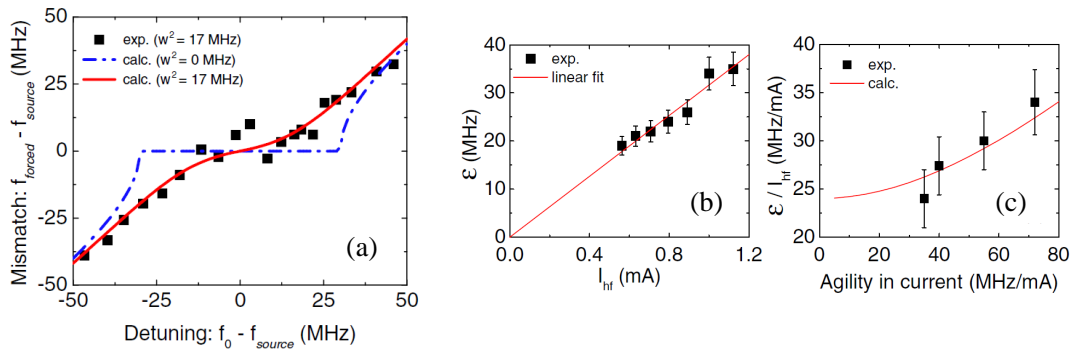 Mismatch: f_forced - f_source (MHz)
50
25
0
-25
-50
exp. (w² = 17 MHz)
calc. (w² = 0 MHz)
calc. (w² = 17 MHz)
(a)
-50 -25 0 25 50
Detuning: f_0 - f_source (MHz)
ε (MHz)
40
30
20
10
0
exp.
linear fit
(b)
0.0 0.4 0.8 1.2
I_hf (mA)
ε / I_hf (MHz/mA)
40
35
30
25
20
exp.
calc.
(c)
0 20 40 60 80
Agility in current (MHz/mA)